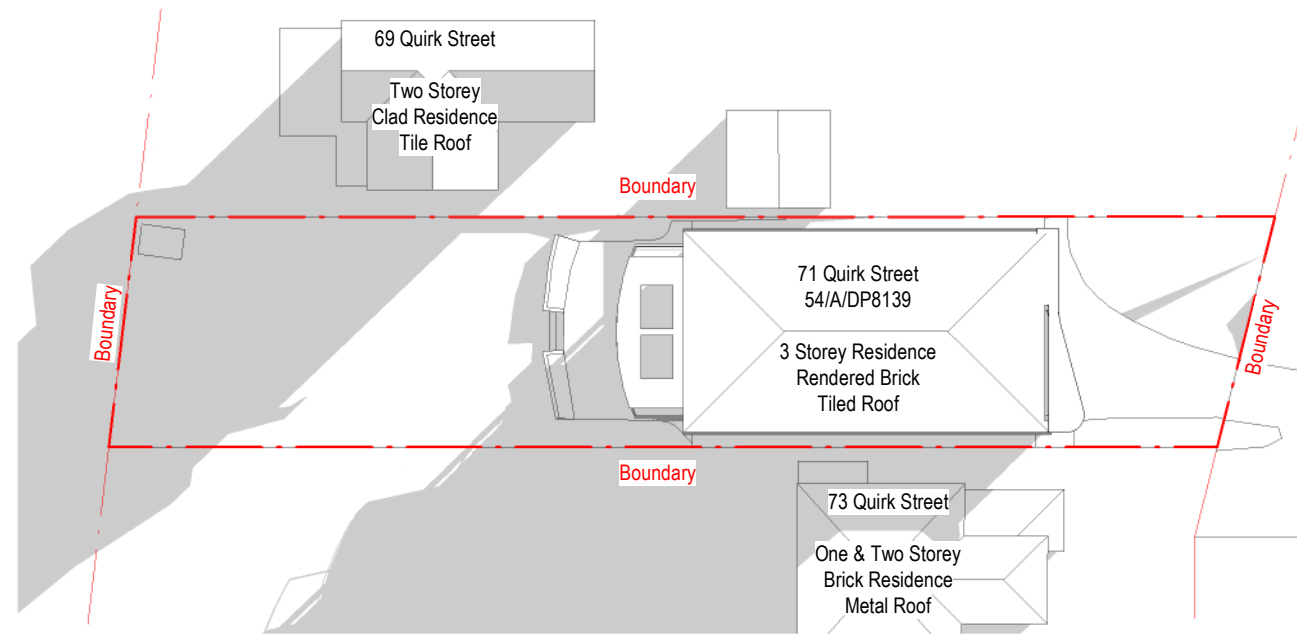 69 Quirk Street
Two Storey
Clad Residence
Tile Roof
Boundary
71 Quirk Street
54/A/DP8139
3 Storey Residence
Rendered Brick
Tiled Roof
Boundary
Boundary
Boundary
73 Quirk Street
One & Two Storey
Brick Residence
Metal Roof